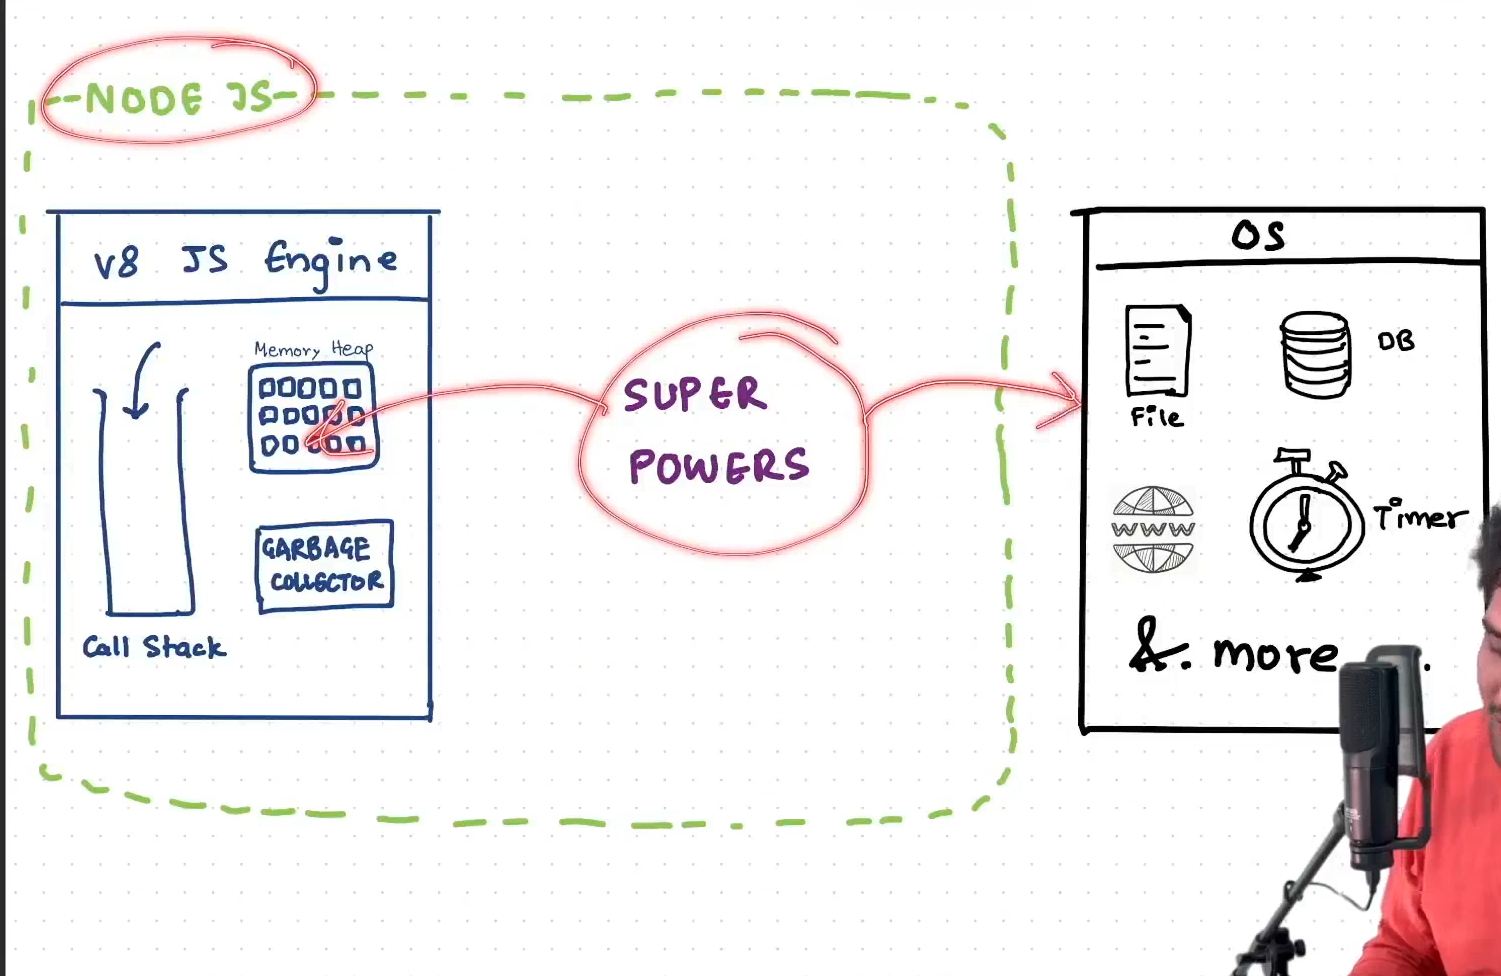 NODE JS
V8 JS Engine
Memory Heap
GARBAGE
COLLECTOR
Call Stack
SUPER
POWERS
OS
File
DB
WWW
Timer
&. more